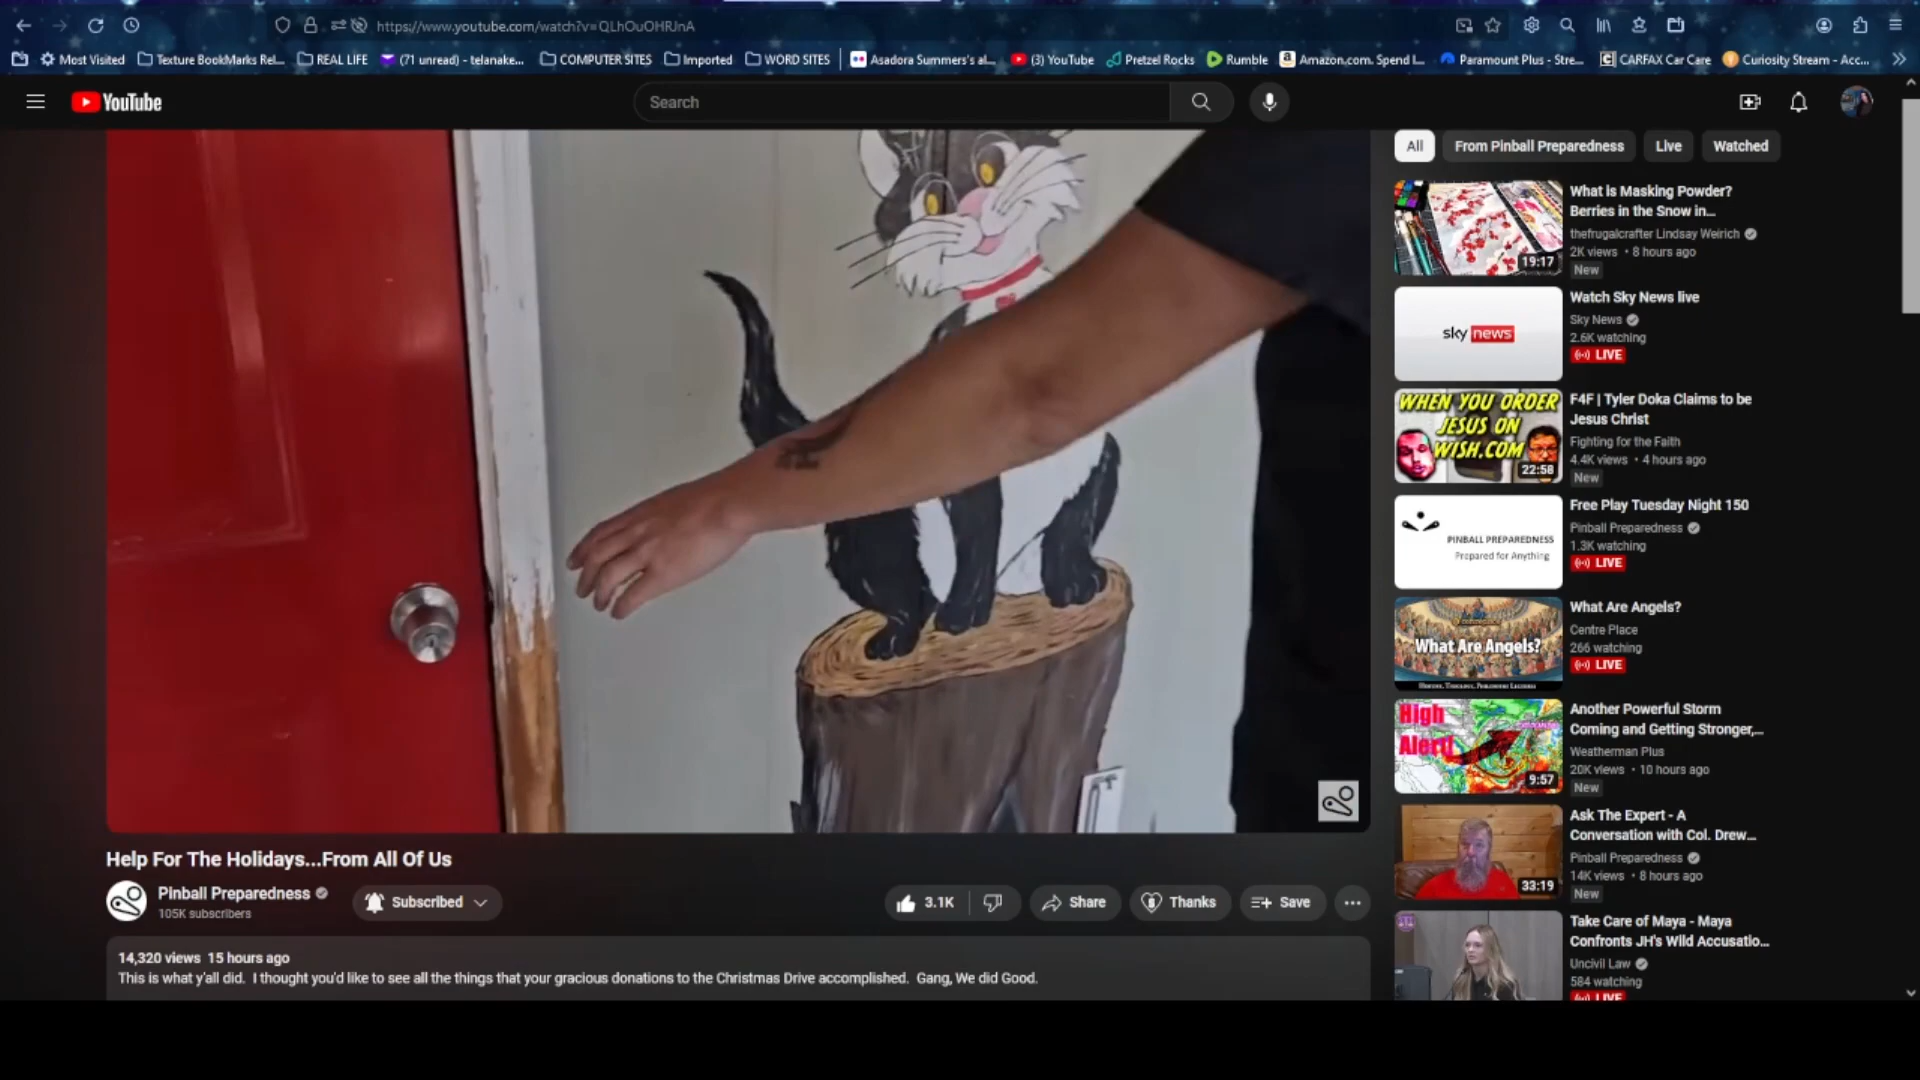 https://www.youtube.com/watch?v=QLhOuOHRJnA
Most Visited
Texture BookMarks Rel...
REAL LIFE
(71 unread) - telanake...
COMPUTER SITES
Imported
WORD SITES
Asadora Summers's al...
(3) YouTube
Pretzel Rocks
Rumble
Amazon.com. Spend l...
Paramount Plus - Stre...
CARFAX Car Care
Curiosity Stream - Acc...
YouTube
Search
All
From Pinball Preparedness
Live
Watched
What is Masking Powder?
Berries in the Snow in...
thefrugalcrafter Lindsay Weirich
2K views • 8 hours ago
New
19:17
sky news
Watch Sky News live
Sky News
2.6K watching
LIVE
WHEN YOU ORDER
JESUS ON
WISH.COM
22:58
F4F | Tyler Doka Claims to be
Jesus Christ
Fighting for the Faith
4.4K views • 4 hours ago
New
PINBALL PREPAREDNESS
Prepared for Anything
Free Play Tuesday Night 150
Pinball Preparedness
1.3K watching
LIVE
What Are Angels?
What Are Angels?
Centre Place
266 watching
LIVE
High
Alert!
9:57
Another Powerful Storm
Coming and Getting Stronger,...
Weatherman Plus
20K views • 10 hours ago
New
33:19
Ask The Expert - A
Conversation with Col. Drew...
Pinball Preparedness
14K views • 8 hours ago
New
Take Care of Maya - Maya
Confronts JH's Wild Accusatio...
Uncivil Law
584 watching
LIVE
Help For The Holidays...From All Of Us
Pinball Preparedness
105K subscribers
Subscribed
3.1K
Share
Thanks
Save
14,320 views 15 hours ago
This is what y'all did. I thought you'd like to see all the things that your gracious donations to the Christmas Drive accomplished. Gang, We did Good.